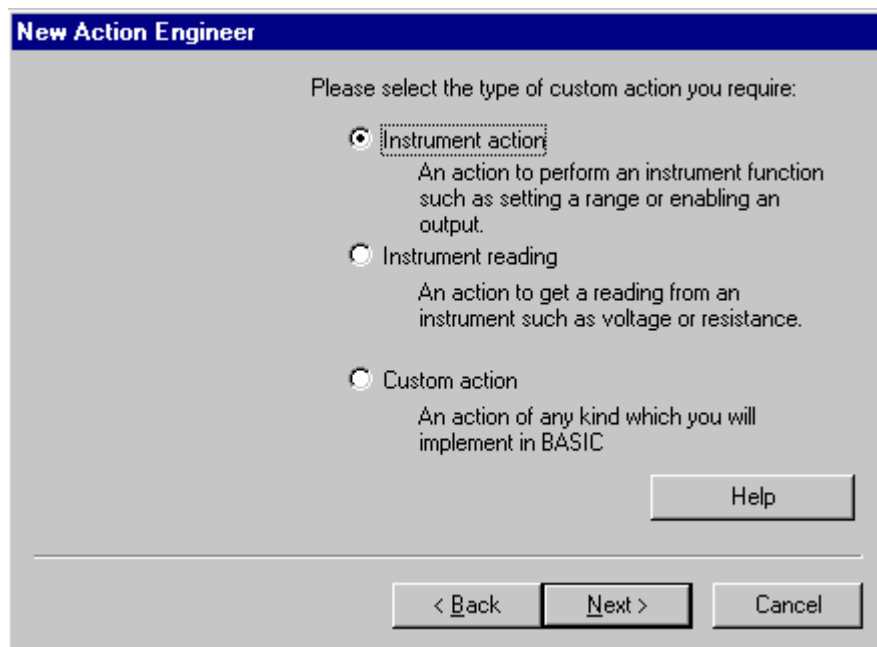 New Action Engineer
Please select the type of custom action you require:
Instrument action
An action to perform an instrument function
such as setting a range or enabling an
output.
Instrument reading
An action to get a reading from an
instrument such as voltage or resistance.
Custom action
An action of any kind which you will
implement in BASIC
Help
< Back
Next >
Cancel